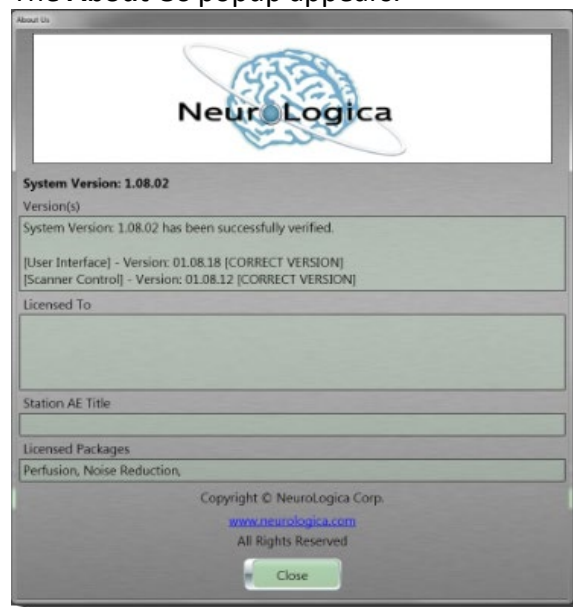 The About Us popup appears.
About Us
NeuroLogica
System Version: 1.08.02
Version(s)
System Version: 1.08.02 has been successfully verified.
[User Interface] - Version: 01.08.18 [CORRECT VERSION]
[Scanner Control] - Version: 01.08.12 [CORRECT VERSION]
Licensed To
Station AE Title
Licensed Packages
Perfusion, Noise Reduction,
Copyright © NeuroLogica Corp.
www.neurologica.com
All Rights Reserved
Close